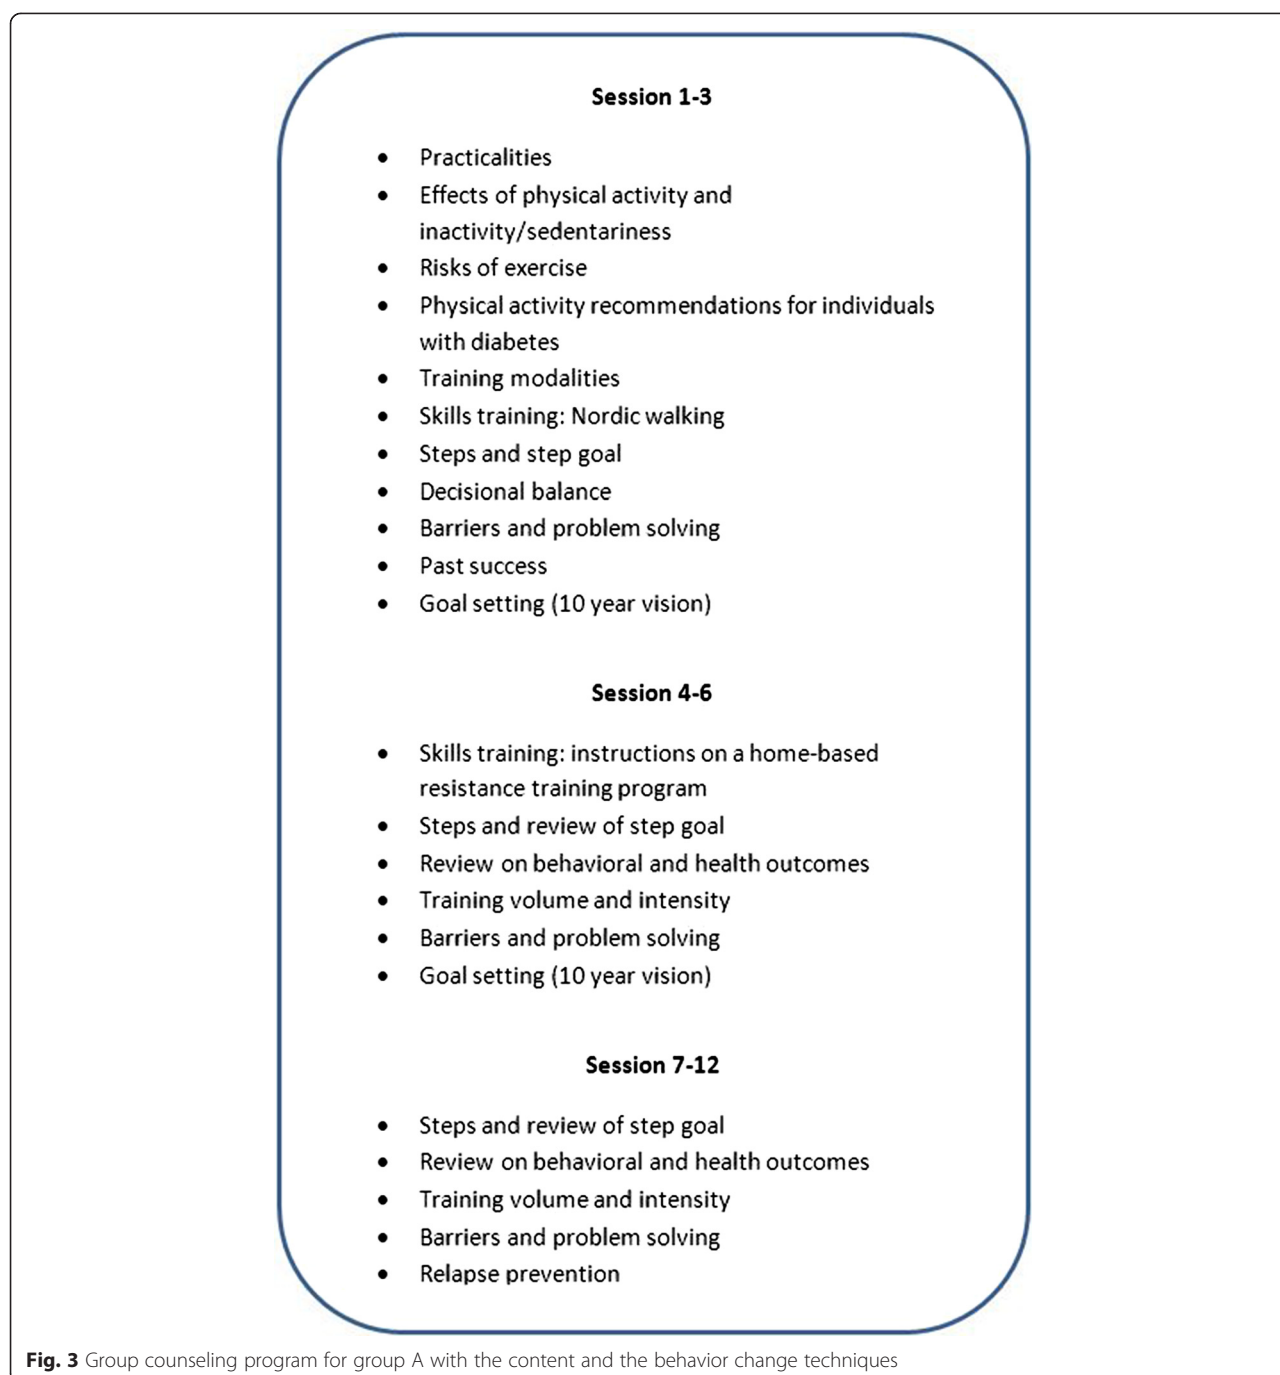 Session 1-3
• Practicalities
• Effects of physical activity and
inactivity/sedentariness
• Risks of exercise
• Physical activity recommendations for individuals
with diabetes
• Training modalities
• Skills training: Nordic walking
• Steps and step goal
• Decisional balance
• Barriers and problem solving
• Past success
• Goal setting (10 year vision)
Session 4-6
• Skills training: instructions on a home-based
resistance training program
• Steps and review of step goal
• Review on behavioral and health outcomes
• Training volume and intensity
• Barriers and problem solving
• Goal setting (10 year vision)
Session 7-12
• Steps and review of step goal
• Review on behavioral and health outcomes
• Training volume and intensity
• Barriers and problem solving
• Relapse prevention
Fig. 3 Group counseling program for group A with the content and the behavior change techniques